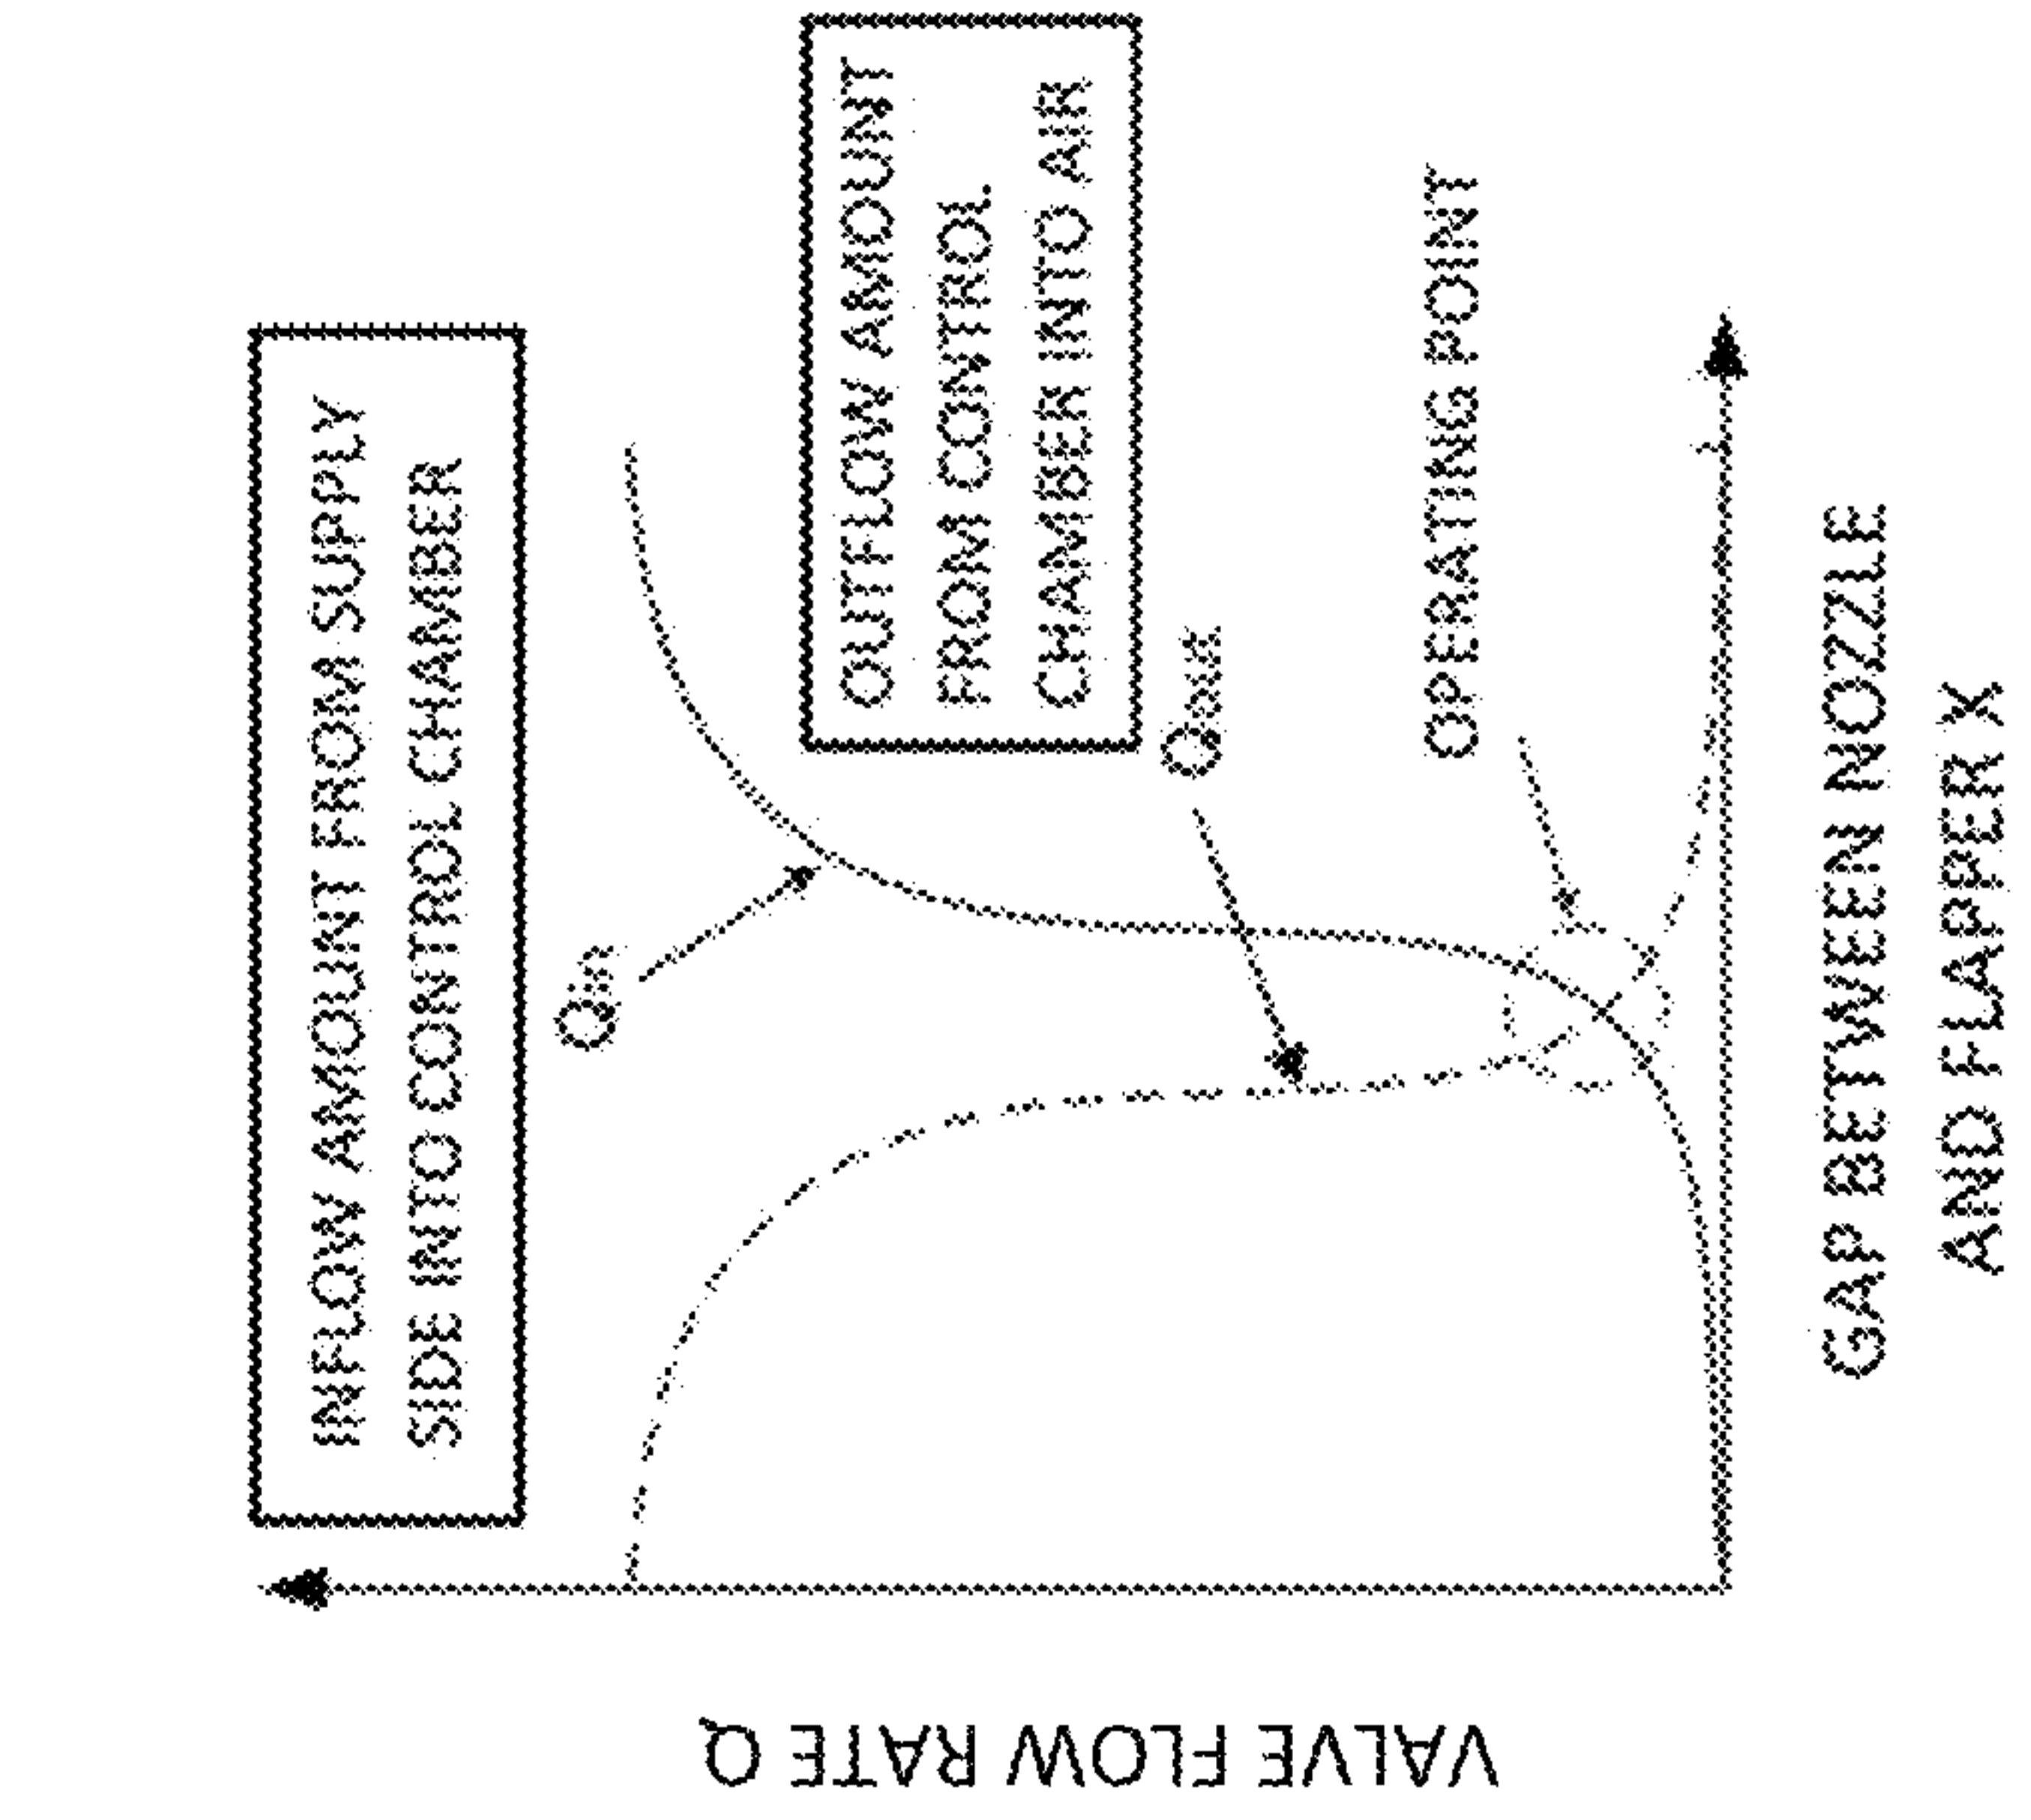 INFLOW AMOUNT FROM SUPPLY
SIDE INTO CONTROL CHAMBER
Qin
OUTFLOW AMOUNT
FROM CONTROL
CHAMBER INTO AIR
Qout
OPERATING POINT
VALVE FLOW RATE Q
GAP BETWEEN NOZZLE
AND FLAPPER X